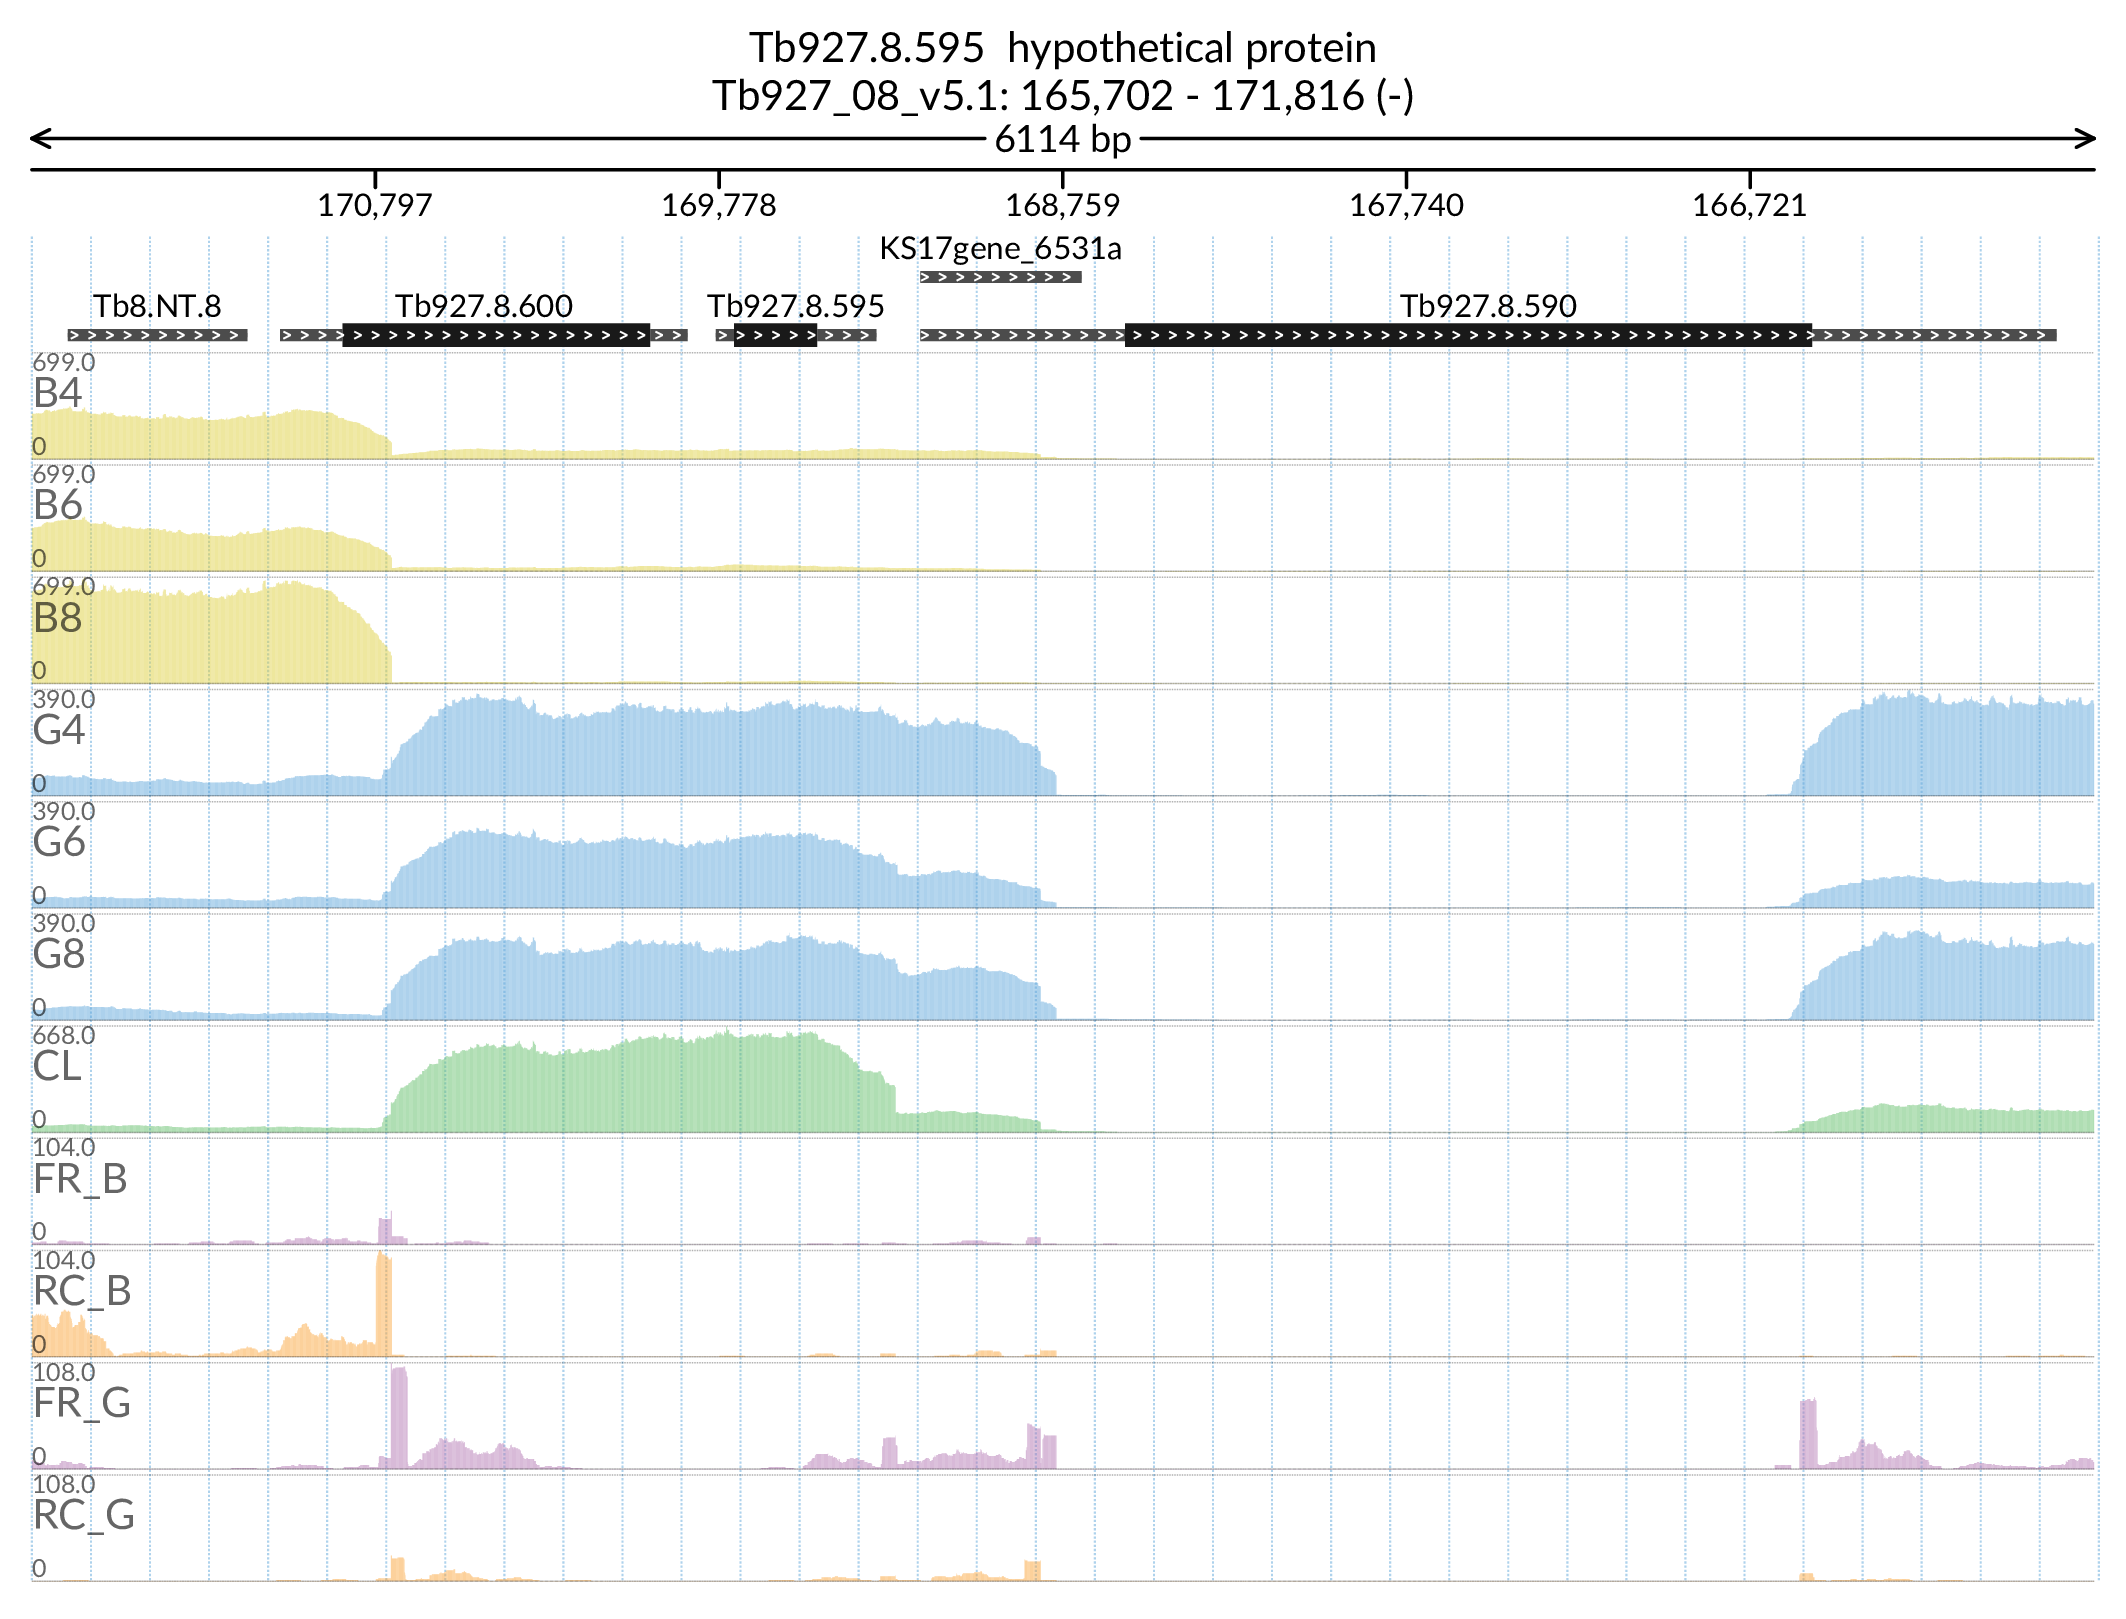 Tb927.8.595  hypothetical protein
Tb927_08_v5.1: 165,702 - 171,816 (-)
6114 bp
170,797 169,778 168,759 167,740 166,721
KS17gene_6531a
Tb8.NT.8 Tb927.8.600 Tb927.8.595 Tb927.8.590
699.0
B4
0
699.0
B6
0
699.0
B8
0
390.0
G4
0
390.0
G6
0
390.0
G8
0
668.0
CL
0
104.0
FR_B
0
104.0
RC_B
0
108.0
FR_G
0
108.0
RC_G
0